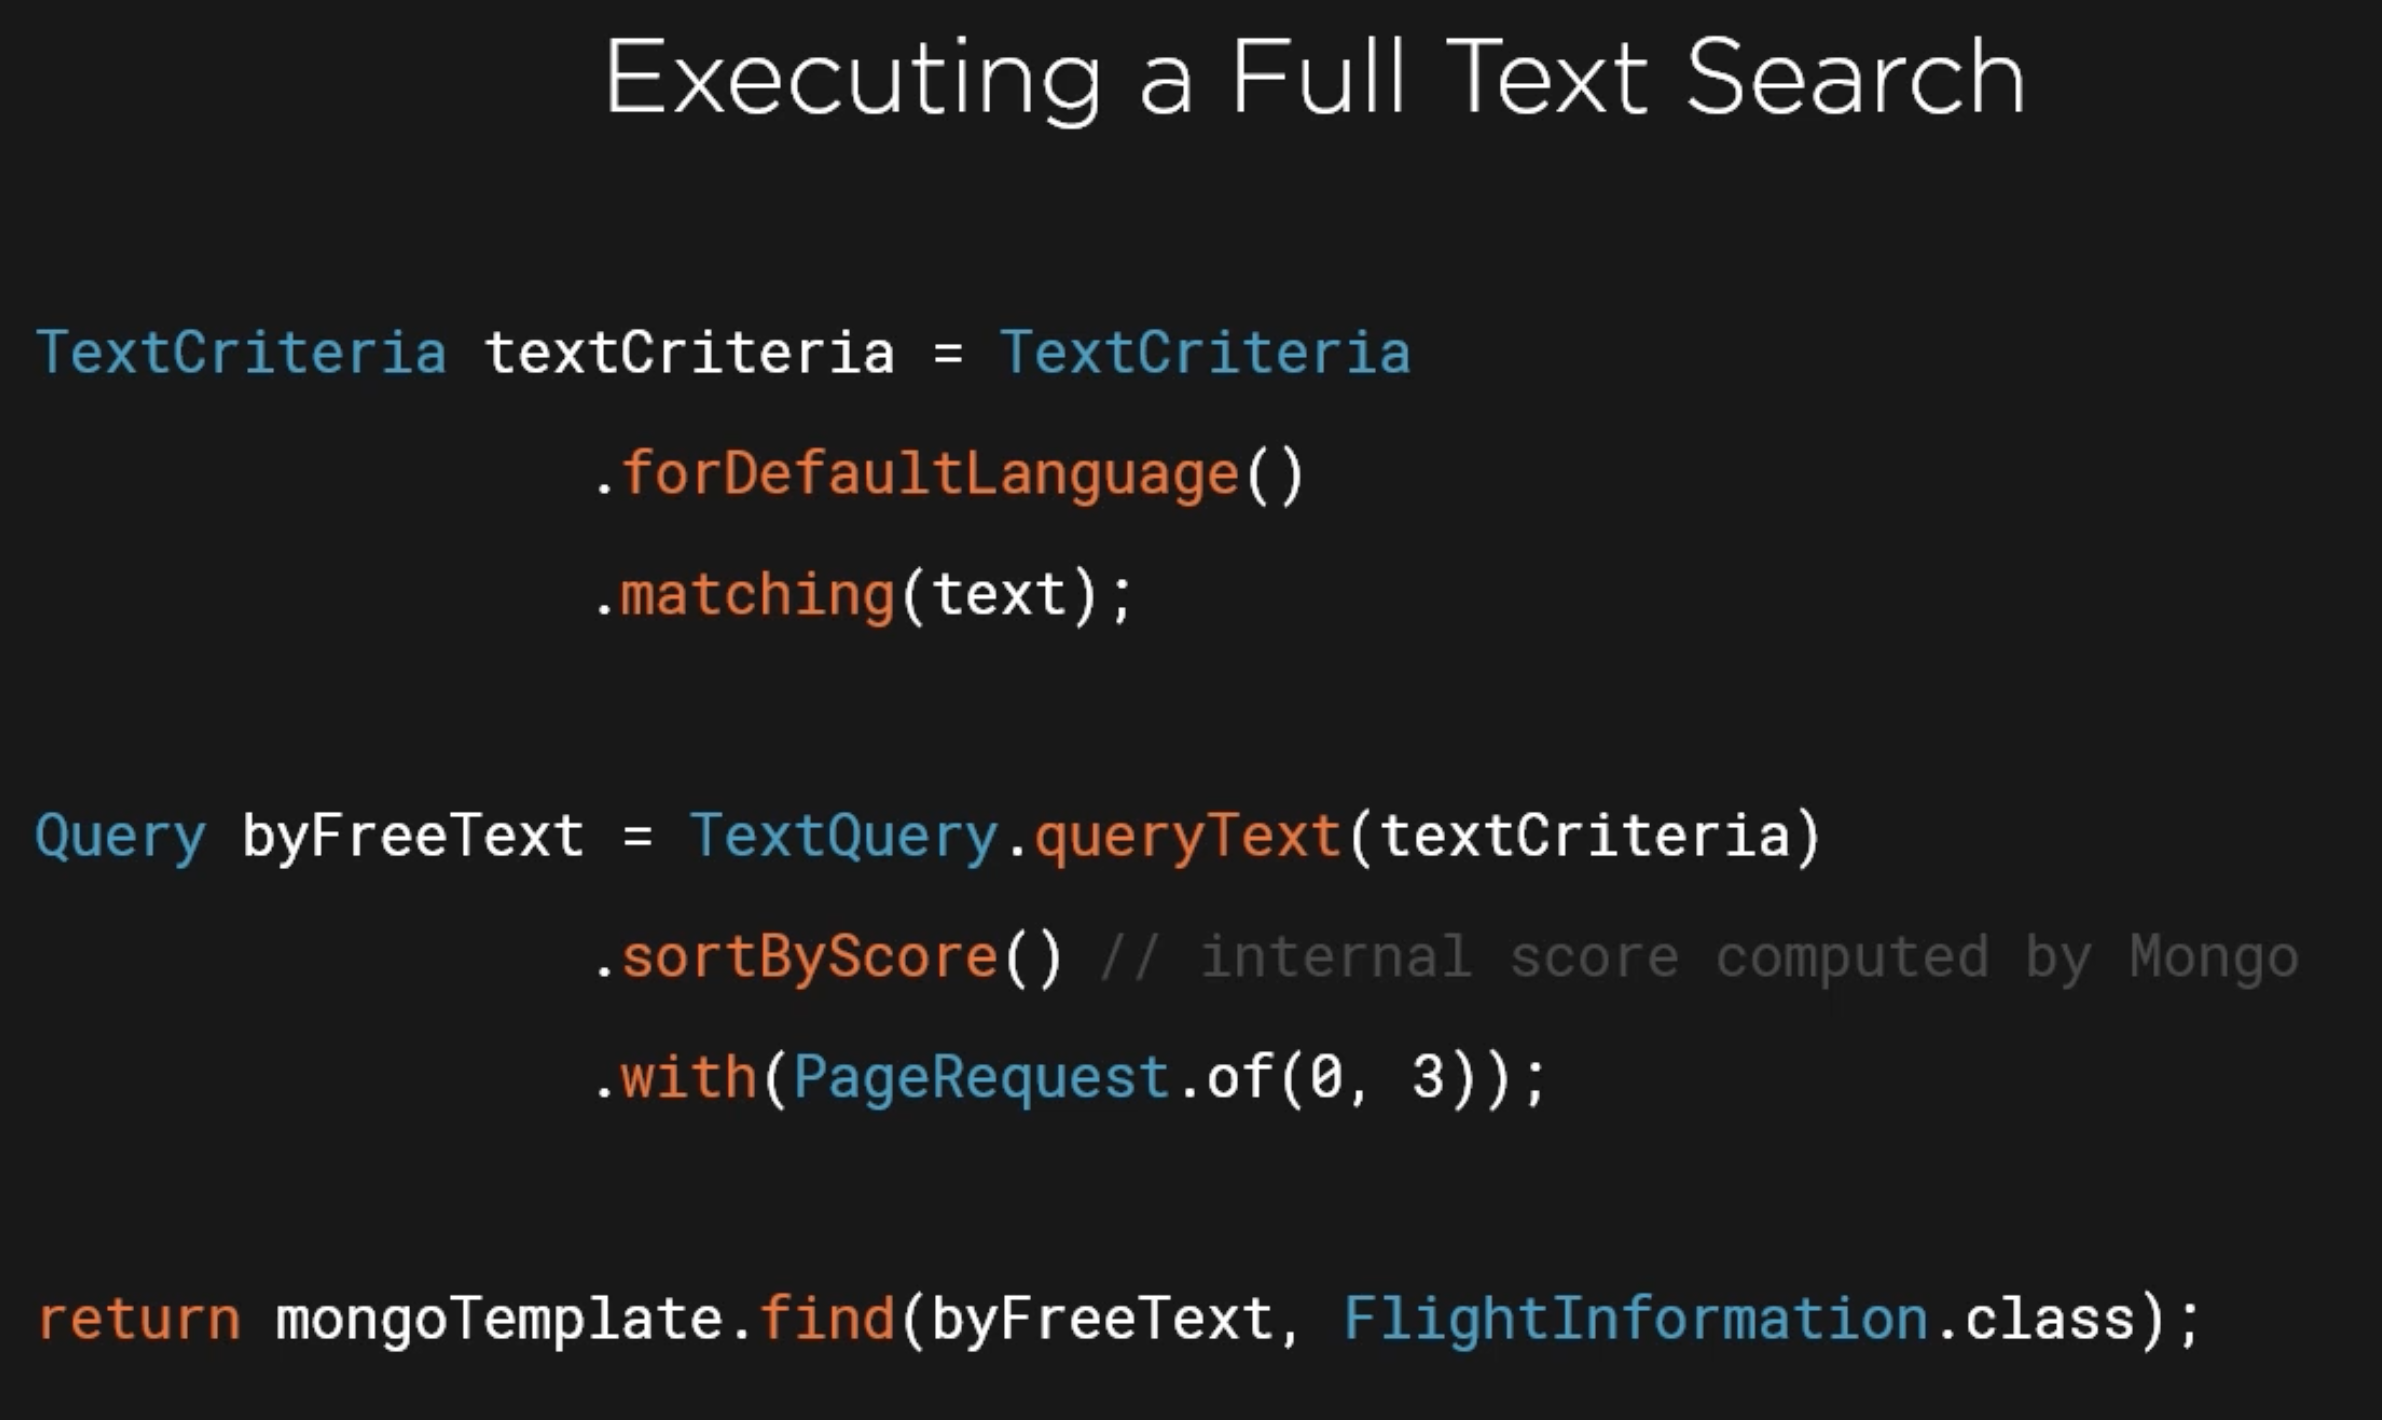 Executing a Full Text Search
TextCriteria textCriteria = TextCriteria
.forDefaultLanguage()
.matching(text);
Query byFreeText = TextQuery.queryText(textCriteria)
.sortByScore() // internal score computed by Mongo
.with(PageRequest.of(0, 3));
return mongoTemplate.find(byFreeText, FlightInformation.class);